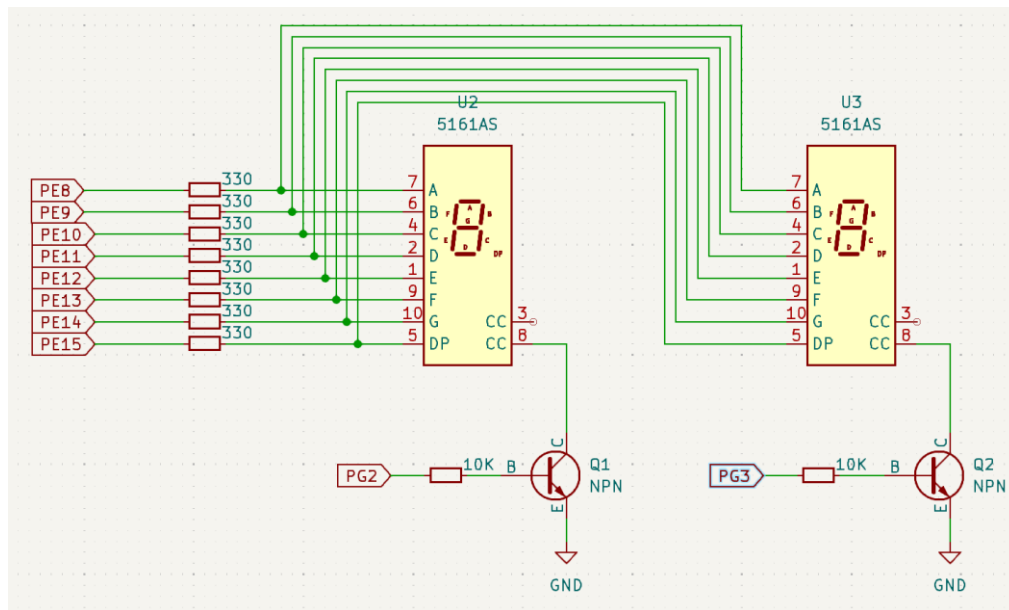 U2
5161AS
U3
5161AS
PE8
330
7
A
PE9
330
6
B
PE10
330
4
C
PE11
330
2
D
PE12
330
1
E
PE13
330
9
F
PE14
330
10
G
CC
3
PE15
330
5
DP
CC
8
A
F
B
G
E
C
D
DP
7
A
6
B
4
C
2
D
1
E
9
F
10
G
CC
3
5
DP
CC
8
A
F
B
G
E
C
D
DP
PG2
10K
B
C
E
Q1
NPN
GND
PG3
10K
B
C
E
Q2
NPN
GND